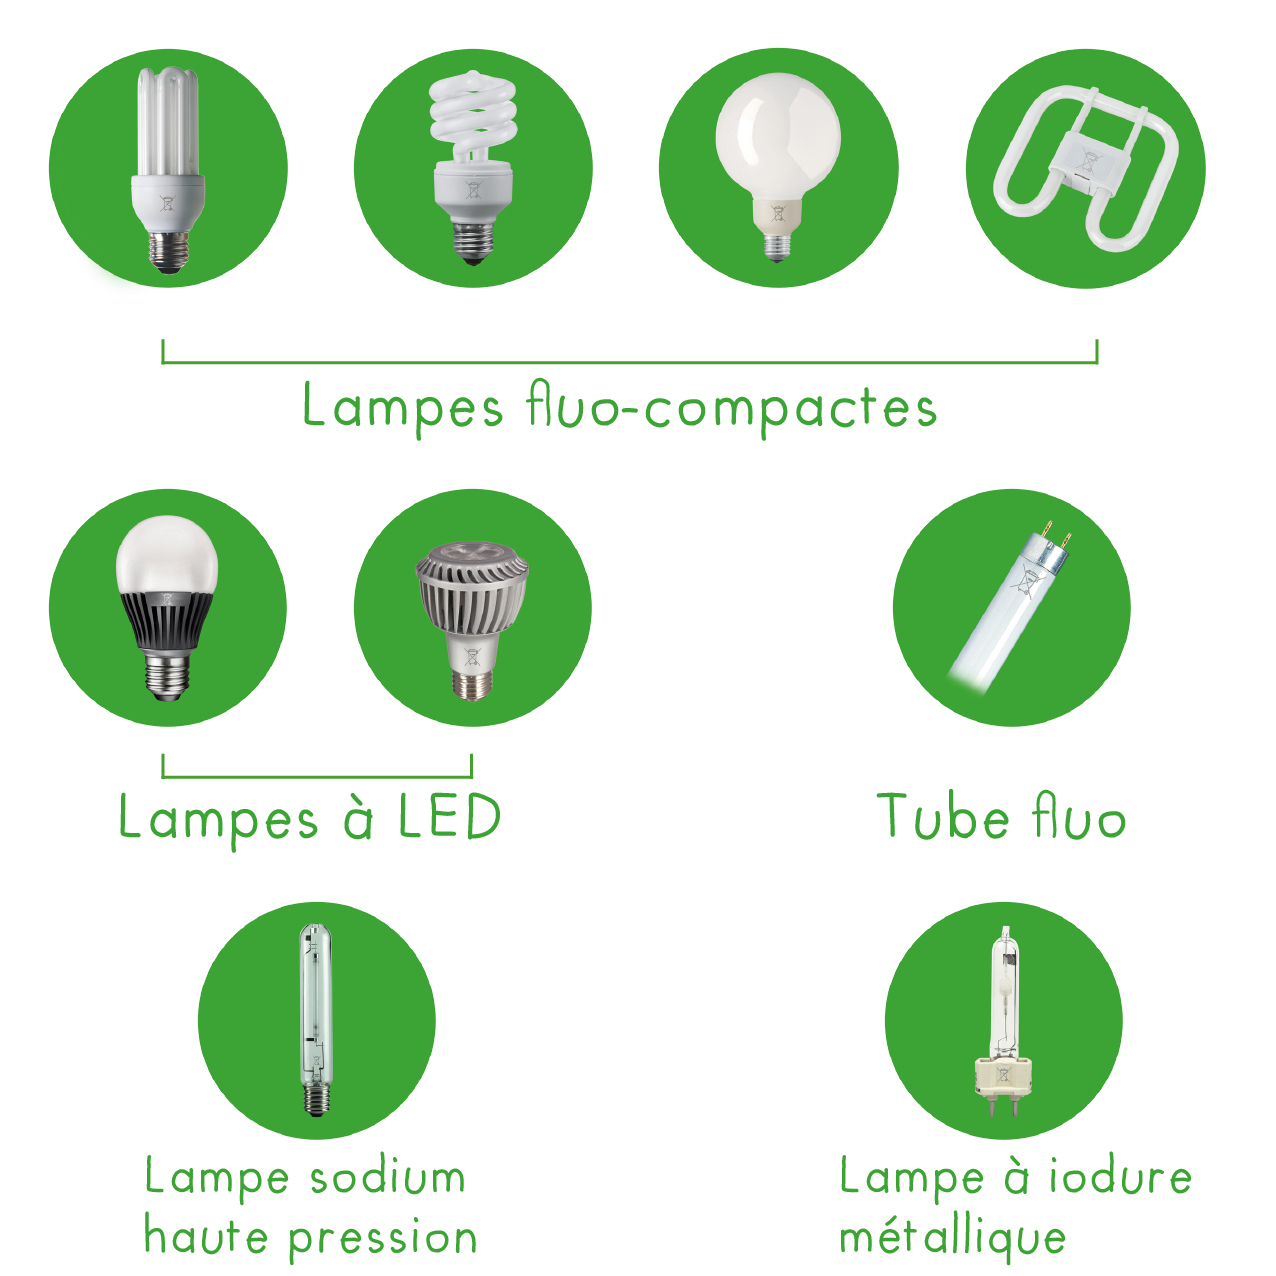 Lampes fluo-compactes
Lampes à LED
Tube fluo
Lampe sodium
haute pression
Lampe à iodure
métallique